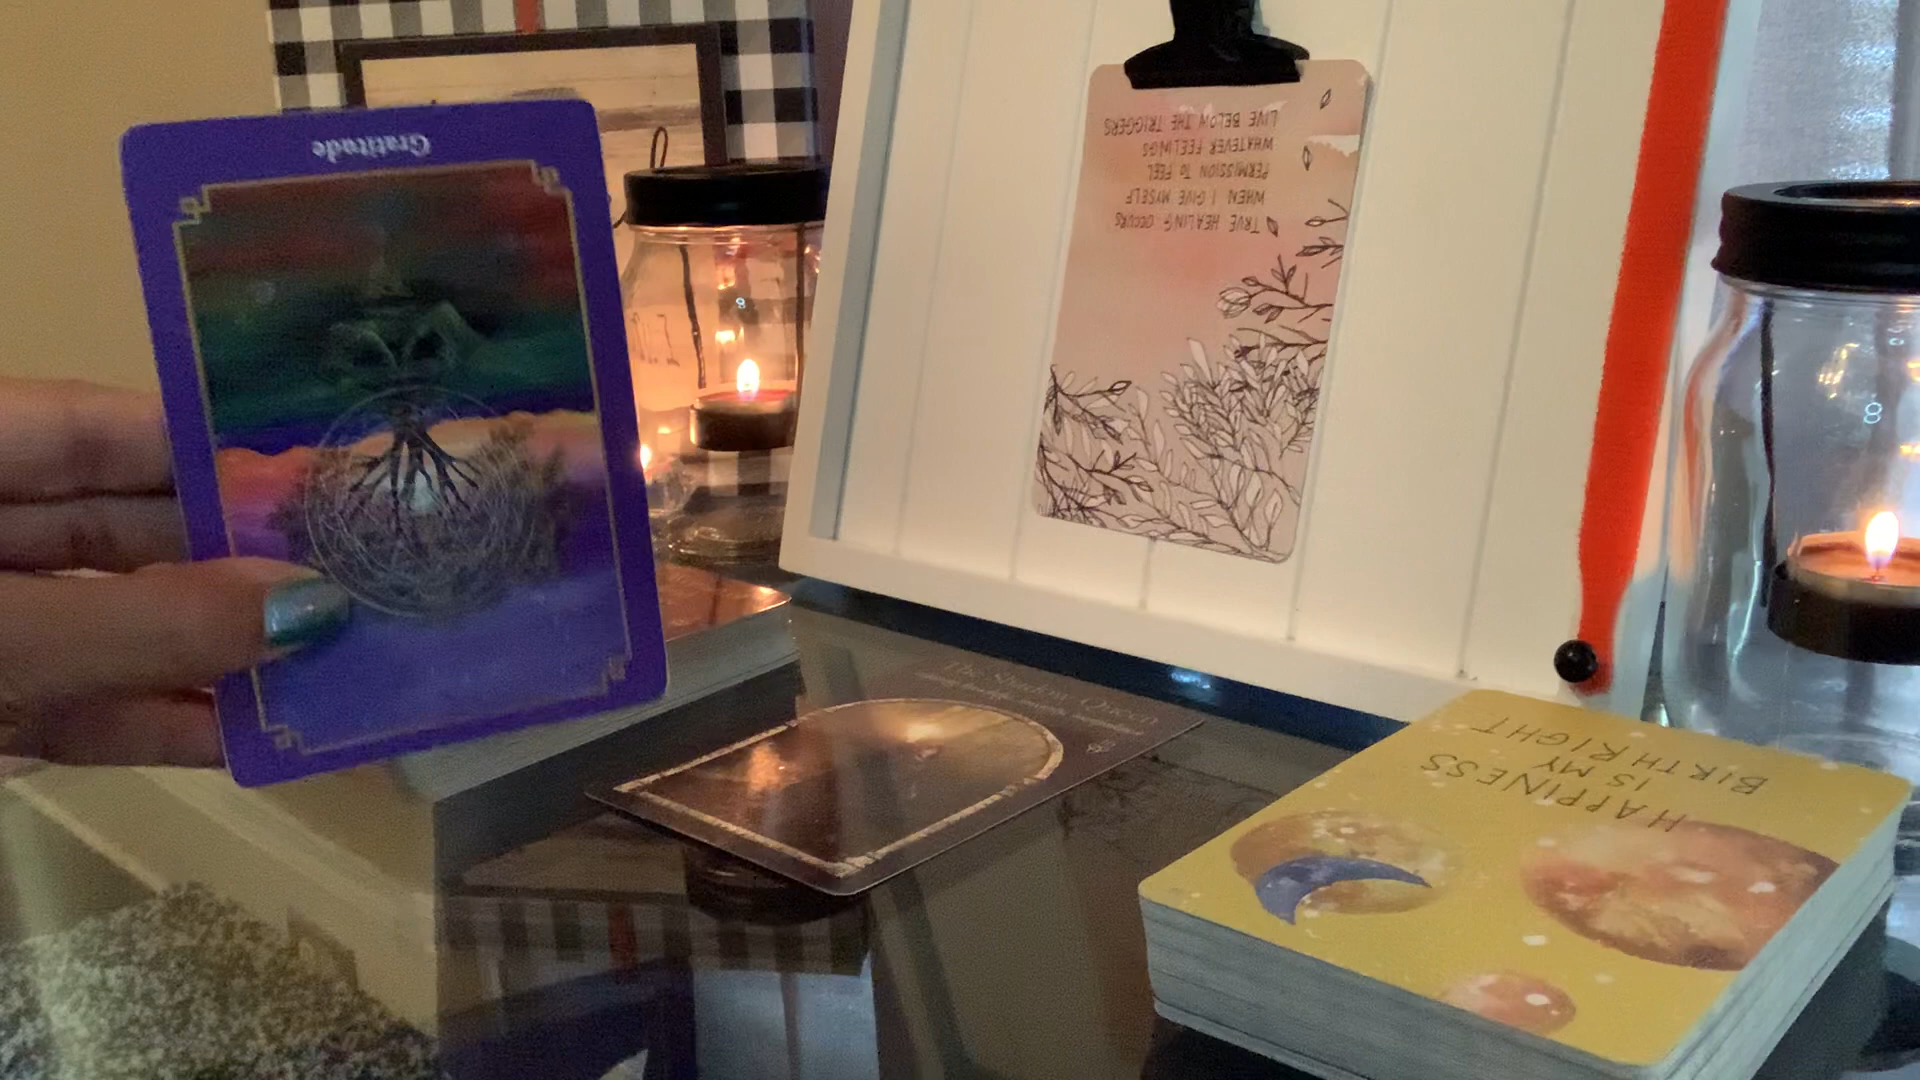 Gratitude
TRUE HEALING OCCURS
WHEN I GIVE MYSELF
PERMISSION TO FEEL
WHATEVER FEELINGS
LIVE BELOW THE TRIGGERS
The Shadow Queen
HAPPINESS
IS MY
BIRTHRIGHT